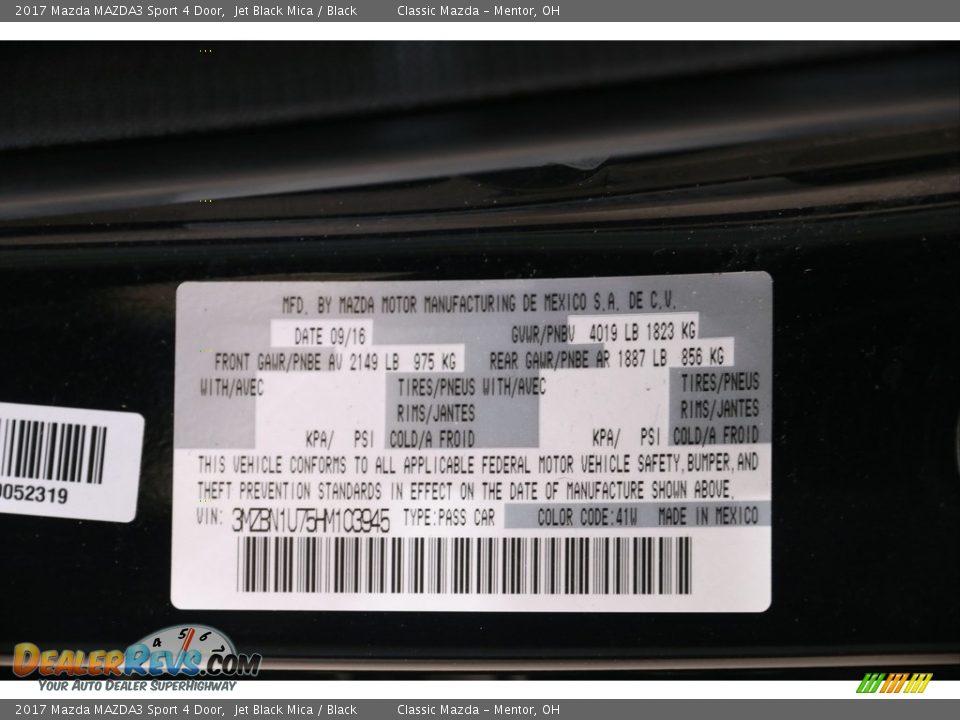 2017 Mazda MAZDA3 Sport 4 Door, Jet Black Mica / Black Classic Mazda - Mentor, OH
MFD. BY MAZDA MOTOR MANUFACTURING DE MEXICO S.A. DE C.V.
DATE 09/16 GVWR/PNBV 4019 LB 1823 KG
FRONT GAWR/PNBE AV 2149 LB 975 KG REAR GAWR/PNBE AR 1887 LB 856 KG
WITH/AVEC TIRES/PNEUS WITH/AVEC TIRES/PNEUS
RIMS/JANTES RIMS/JANTES
KPA/ PSI COLD/A FROID KPA/ PSI COLD/A FROID
THIS VEHICLE CONFORMS TO ALL APPLICABLE FEDERAL MOTOR VEHICLE SAFETY, BUMPER, AND
THEFT PREVENTION STANDARDS IN EFFECT ON THE DATE OF MANUFACTURE SHOWN ABOVE.
VIN: 3MZBN1U75HM103945 TYPE:PASS CAR COLOR CODE:41W MADE IN MEXICO
0052319
4 5 6
DEALERREVS.COM
YOUR AUTO DEALER SUPERHIGHWAY
2017 Mazda MAZDA3 Sport 4 Door, Jet Black Mica / Black Classic Mazda - Mentor, OH